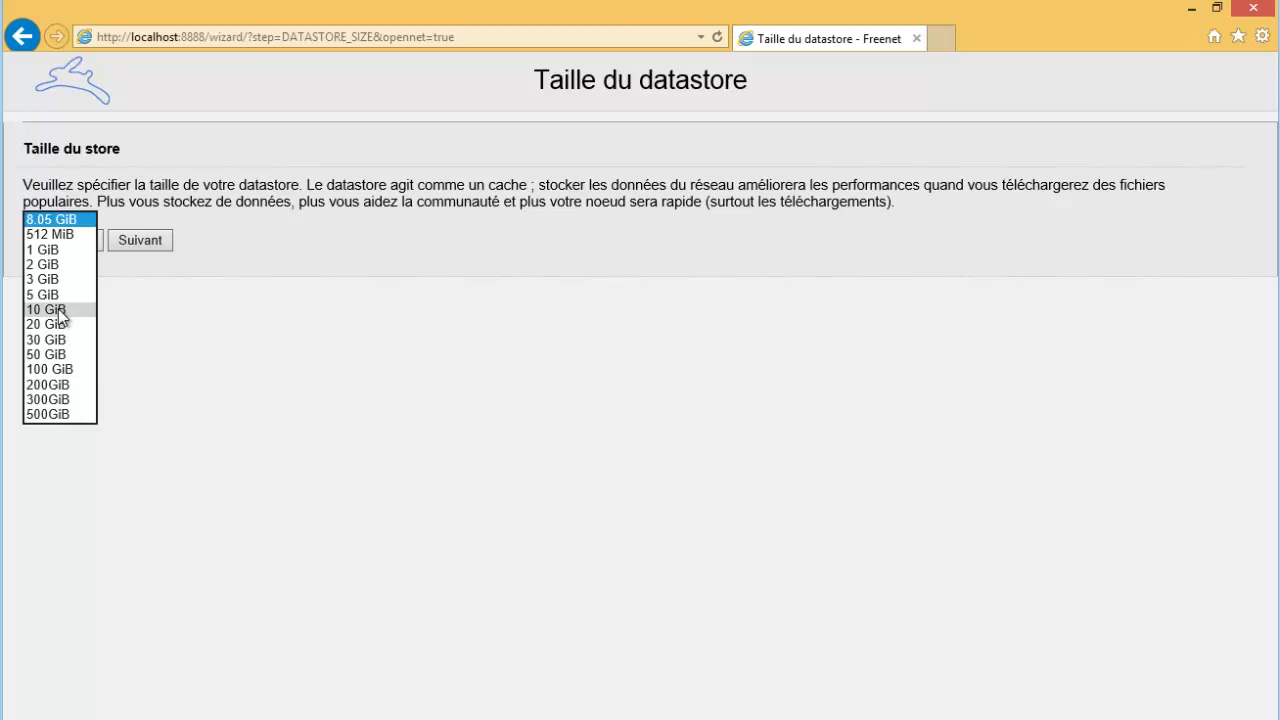 http://localhost:8888/wizard/?step=DATASTORE_SIZE&opennet=true
Taille du datastore - Freenet
Taille du datastore
Taille du store
Veuillez spécifier la taille de votre datastore. Le datastore agit comme un cache ; stocker les données du réseau améliorera les performances quand vous téléchargerez des fichiers
populaires. Plus vous stockez de données, plus vous aidez la communauté et plus votre noeud sera rapide (surtout les téléchargements).
8.05 GiB
512 MiB
Suivant
1 GiB
2 GiB
3 GiB
5 GiB
10 GiB
20 GiB
30 GiB
50 GiB
100 GiB
200GiB
300GiB
500GiB